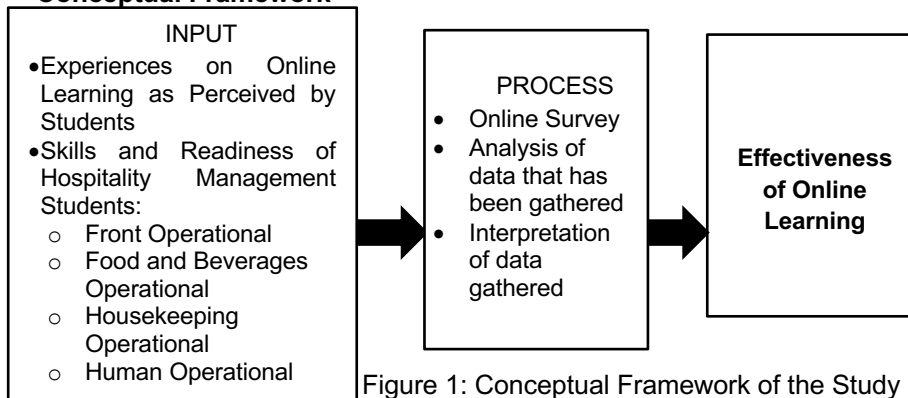 Conceptual Framework
INPUT
•Experiences on Online
Learning as Perceived by
Students
•Skills and Readiness of
Hospitality Management
Students:
o Front Operational
o Food and Beverages
Operational
o Housekeeping
Operational
o Human Operational
PROCESS
• Online Survey
• Analysis of
data that has
been gathered
• Interpretation
of data
gathered
Effectiveness
of Online
Learning
Figure 1: Conceptual Framework of the Study